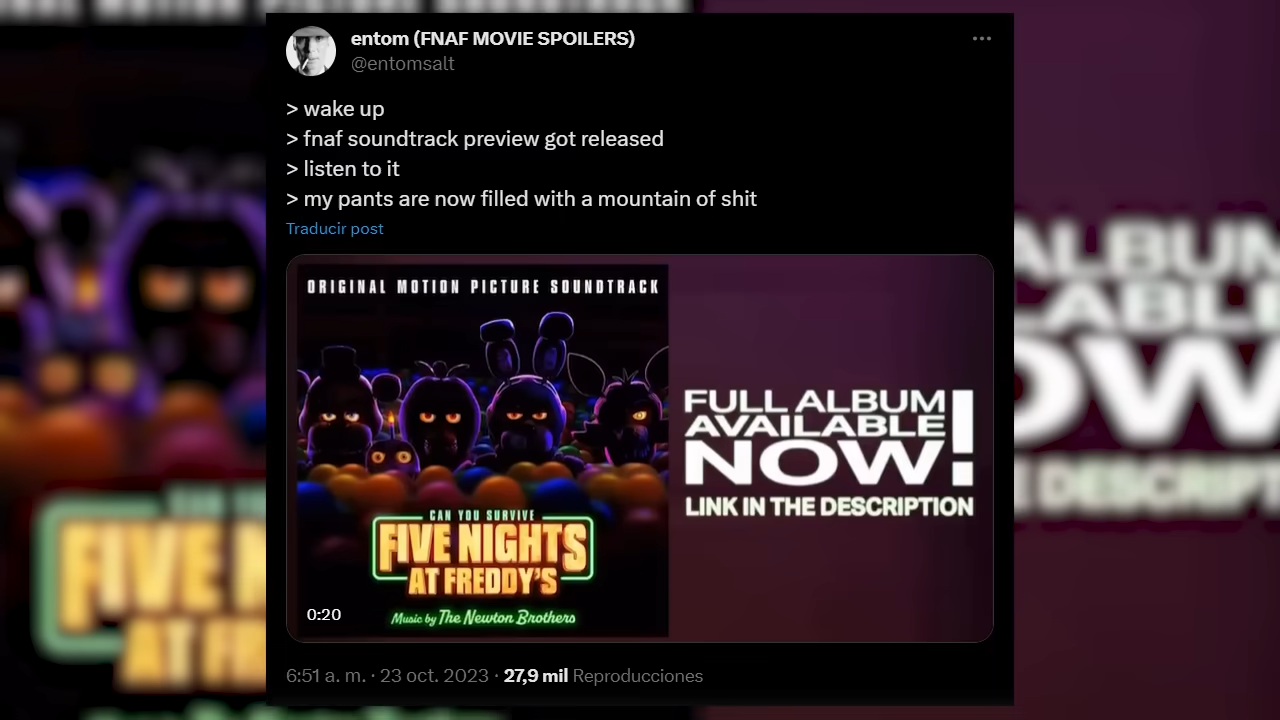 entom (FNAF MOVIE SPOILERS)
@entomsalt
> wake up
> fnaf soundtrack preview got released
> listen to it
> my pants are now filled with a mountain of shit
Traducir post
ORIGINAL MOTION PICTURE SOUNDTRACK
CAN YOU SURVIVE
FIVE NIGHTS
AT FREDDY'S
Music by The Newton Brothers
0:20
FULL ALBUM
AVAILABLE
NOW!
LINK IN THE DESCRIPTION
6:51 a. m. · 23 oct. 2023 · 27,9 mil Reproducciones